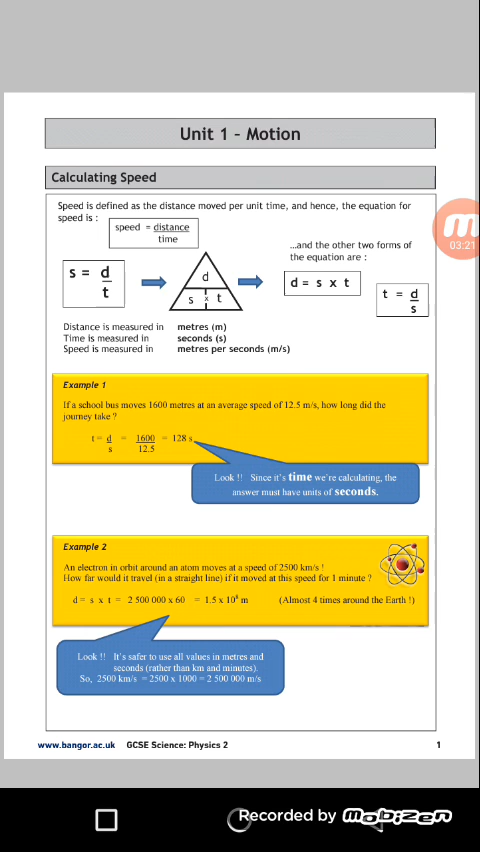 Unit 1 – Motion
Calculating Speed
Speed is defined as the distance moved per unit time, and hence, the equation for
speed is :
speed = distance
time
...and the other two forms of
the equation are :
s = d
t
d
s x t
d = s x t
t = d
s
Distance is measured in metres (m)
Time is measured in seconds (s)
Speed is measured in metres per seconds (m/s)
Example 1
If a school bus moves 1600 metres at an average speed of 12.5 m/s, how long did the
journey take ?
t = d = 1600 = 128 s
s 12.5
Look !! Since it's time we're calculating, the
answer must have units of seconds.
Example 2
An electron in orbit around an atom moves at a speed of 2500 km/s !
How far would it travel (in a straight line) if it moved at this speed for 1 minute ?
d = s x t = 2 500 000 x 60 = 1.5 x 10⁸ m (Almost 4 times around the Earth !)
Look !! It's safer to use all values in metres and
seconds (rather than km and minutes).
So, 2500 km/s = 2500 x 1000 = 2 500 000 m/s
www.bangor.ac.uk GCSE Science: Physics 2 1
03:21
Recorded by Mobizen